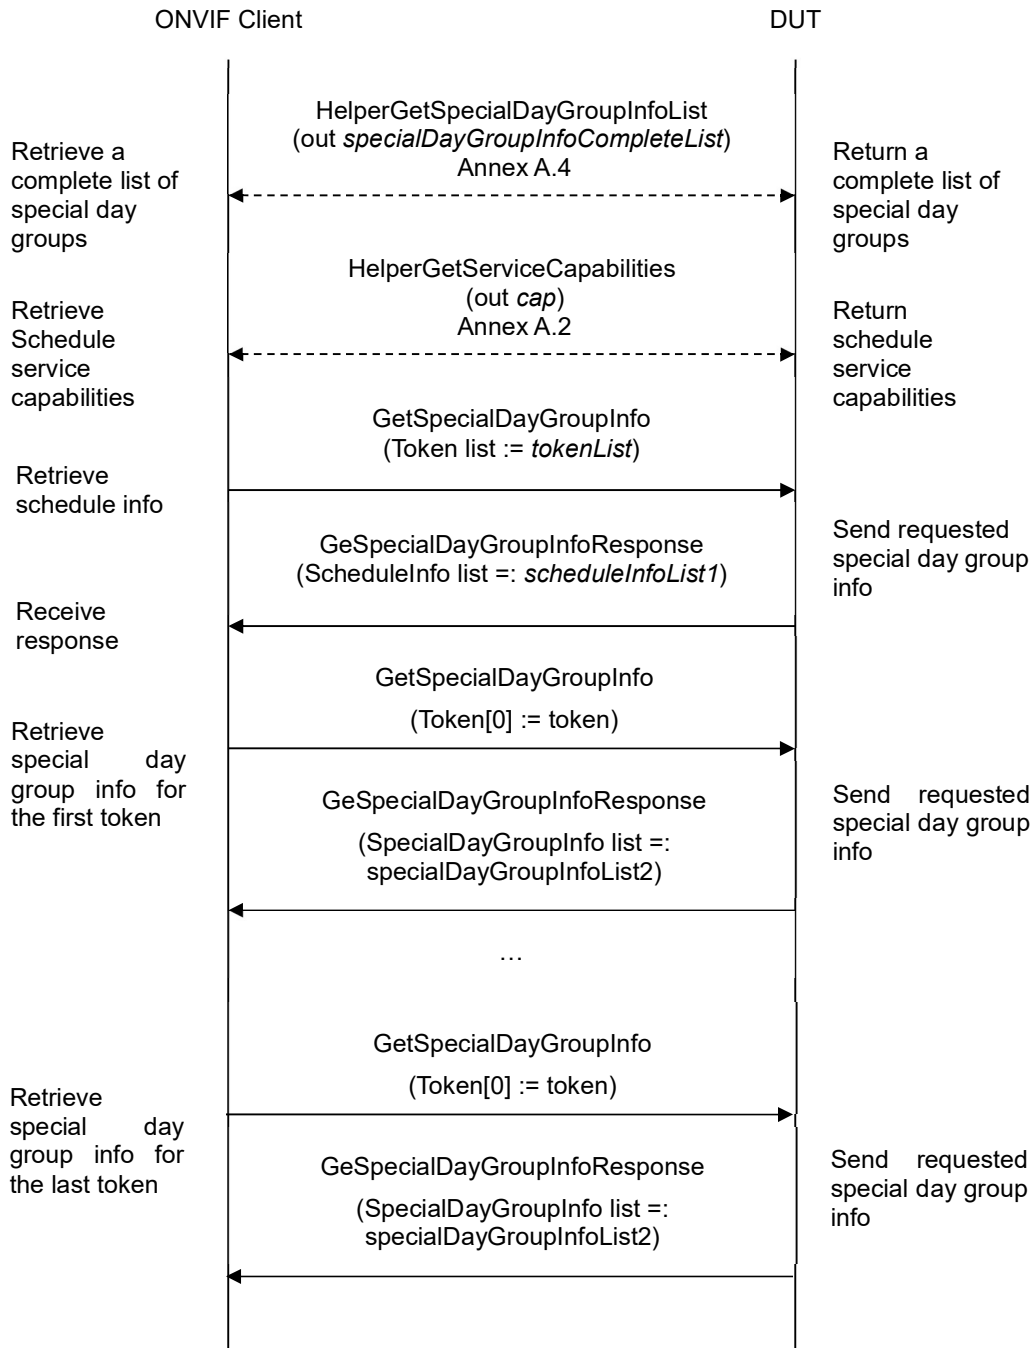 ONVIF Client
DUT
HelperGetSpecialDayGroupInfoList
(out specialDayGroupInfoCompleteList)
Annex A.4
Retrieve a
complete list of
special day
groups
Return a
complete list of
special day
groups
HelperGetServiceCapabilities
(out cap)
Annex A.2
Retrieve
Schedule
service
capabilities
Return
schedule
service
capabilities
GetSpecialDayGroupInfo
(Token list := tokenList)
Retrieve
schedule info
GeSpecialDayGroupInfoResponse
(ScheduleInfo list =: scheduleInfoList1)
Send requested
special day group
info
Receive
response
GetSpecialDayGroupInfo
(Token[0] := token)
Retrieve
special day
group info for
the first token
GeSpecialDayGroupInfoResponse
(SpecialDayGroupInfo list =:
specialDayGroupInfoList2)
Send requested
special day group
info
…
GetSpecialDayGroupInfo
(Token[0] := token)
Retrieve
special day
group info for
the last token
GeSpecialDayGroupInfoResponse
(SpecialDayGroupInfo list =:
specialDayGroupInfoList2)
Send requested
special day group
info